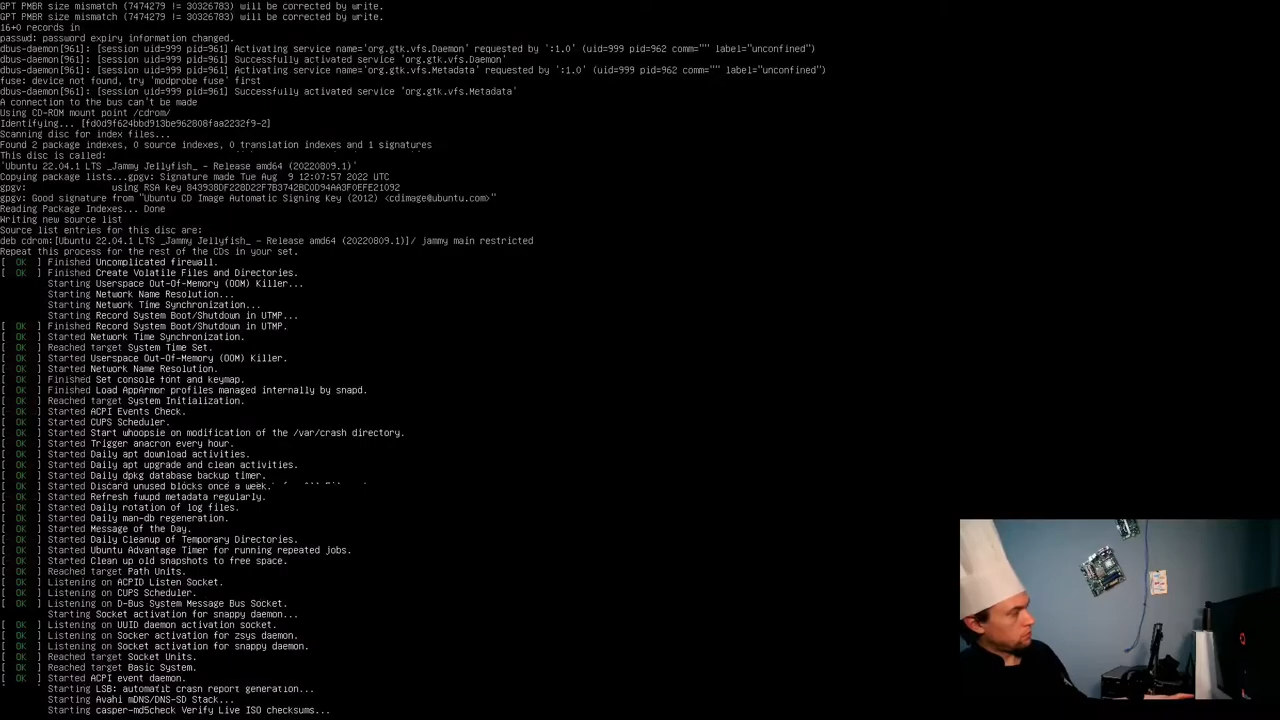 GPT PMBR size mismatch (7474279 != 30326783) will be corrected by write.
GPT PMBR size mismatch (7474279 != 30326783) will be corrected by write.
16+0 records in
passwd: password expiry information changed.
dbus-daemon[961]: [session uid=999 pid=961] Activating service name='org.gtk.vfs.Daemon' requested by ':1.0' (uid=999 pid=962 comm="" label="unconfined")
dbus-daemon[961]: [session uid=999 pid=961] Successfully activated service 'org.gtk.vfs.Daemon'
dbus-daemon[961]: [session uid=999 pid=961] Activating service name='org.gtk.vfs.Metadata' requested by ':1.0' (uid=999 pid=962 comm="" label="unconfined")
fuse: device not found, try 'modprobe fuse' first
dbus-daemon[961]: [session uid=999 pid=961] Successfully activated service 'org.gtk.vfs.Metadata'
A connection to the bus can't be made
Using CD-ROM mount point /cdrom/
Identifying... [fd0d9f624bbd913be962808faa2232f9-2]
Scanning disc for index files...
Found 2 package indexes, 0 source indexes, 0 translation indexes and 1 signatures
This disc is called:
'Ubuntu 22.04.1 LTS _Jammy Jellyfish_ - Release amd64 (20220809.1)'
Copying package lists...gpgv: Signature made Tue Aug  9 12:07:57 2022 UTC
gpgv:                using RSA key 843938DF228D22F7B3742BC0D94AA3F0EFE21092
gpgv: Good signature from "Ubuntu CD Image Automatic Signing Key (2012) <cdimage@ubuntu.com>"
Reading Package Indexes... Done
Writing new source list
Source list entries for this disc are:
deb cdrom:[Ubuntu 22.04.1 LTS _Jammy Jellyfish_ - Release amd64 (20220809.1)]/ jammy main restricted
Repeat this process for the rest of the CDs in your set.
[  OK  ] Finished Uncomplicated firewall.
[  OK  ] Finished Create Volatile Files and Directories.
Starting Userspace Out-Of-Memory (OOM) Killer...
Starting Network Name Resolution...
Starting Network Time Synchronization...
Starting Record System Boot/Shutdown in UTMP...
[  OK  ] Finished Record System Boot/Shutdown in UTMP.
[  OK  ] Started Network Time Synchronization.
[  OK  ] Reached target System Time Set.
[  OK  ] Started Userspace Out-Of-Memory (OOM) Killer.
[  OK  ] Started Network Name Resolution.
[  OK  ] Finished Set console font and keymap.
[  OK  ] Finished Load AppArmor profiles managed internally by snapd.
[  OK  ] Reached target System Initialization.
[  OK  ] Started ACPI Events Check.
[  OK  ] Started CUPS Scheduler.
[  OK  ] Started Start whoopsie on modification of the /var/crash directory.
[  OK  ] Started Trigger anacron every hour.
[  OK  ] Started Daily apt download activities.
[  OK  ] Started Daily apt upgrade and clean activities.
[  OK  ] Started Daily dpkg database backup timer.
[  OK  ] Started Discard unused blocks once a week.
[  OK  ] Started Refresh fwupd metadata regularly.
[  OK  ] Started Daily rotation of log files.
[  OK  ] Started Daily man-db regeneration.
[  OK  ] Started Message of the Day.
[  OK  ] Started Daily Cleanup of Temporary Directories.
[  OK  ] Started Ubuntu Advantage Timer for running repeated jobs.
[  OK  ] Started Clean up old snapshots to free space.
[  OK  ] Reached target Path Units.
[  OK  ] Listening on ACPID Listen Socket.
[  OK  ] Listening on CUPS Scheduler.
[  OK  ] Listening on D-Bus System Message Bus Socket.
Starting Socket activation for snappy daemon...
[  OK  ] Listening on UUID daemon activation socket.
[  OK  ] Listening on Socker activation for zsys daemon.
[  OK  ] Listening on Socket activation for snappy daemon.
[  OK  ] Reached target Socket Units.
[  OK  ] Reached target Basic System.
[  OK  ] Started ACPI event daemon.
Starting LSB: automatic crash report generation...
Starting Avahi mDNS/DNS-SD Stack...
Starting casper-md5check Verify Live ISO checksums...